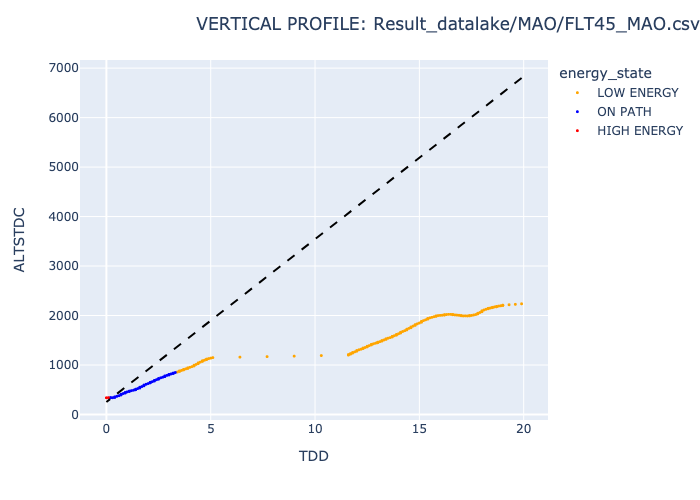 VERTICAL PROFILE: Result_datalake/MAO/FLT45_MAO.csv
energy_state
LOW ENERGY
ON PATH
HIGH ENERGY
ALTSTDC
7000
6000
5000
4000
3000
2000
1000
0
0
5
10
15
20
TDD